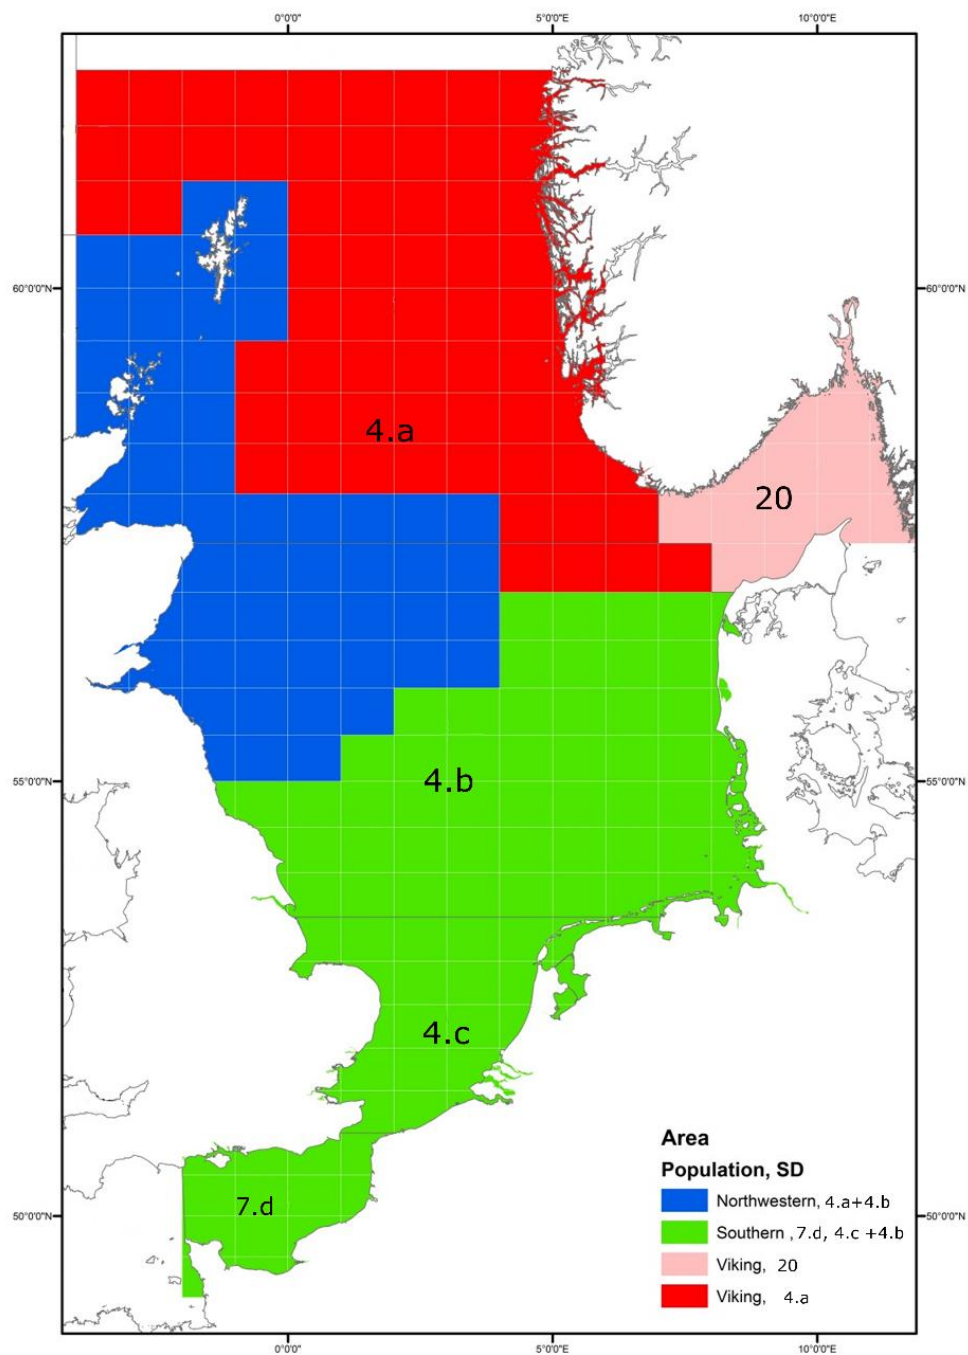 0°0'0"
5°0'0"E
10°0'0"E
60°0'0"N
60°0'0"N
4.a
20
55°0'0"N
4.b
55°0'0"N
4.c
7.d
50°0'0"N
50°0'0"N
Area
Population, SD
Northwestern, 4.a+4.b
Southern , 7.d, 4.c +4.b
Viking, 20
Viking, 4.a
0°0'0"
5°0'0"E
10°0'0"E